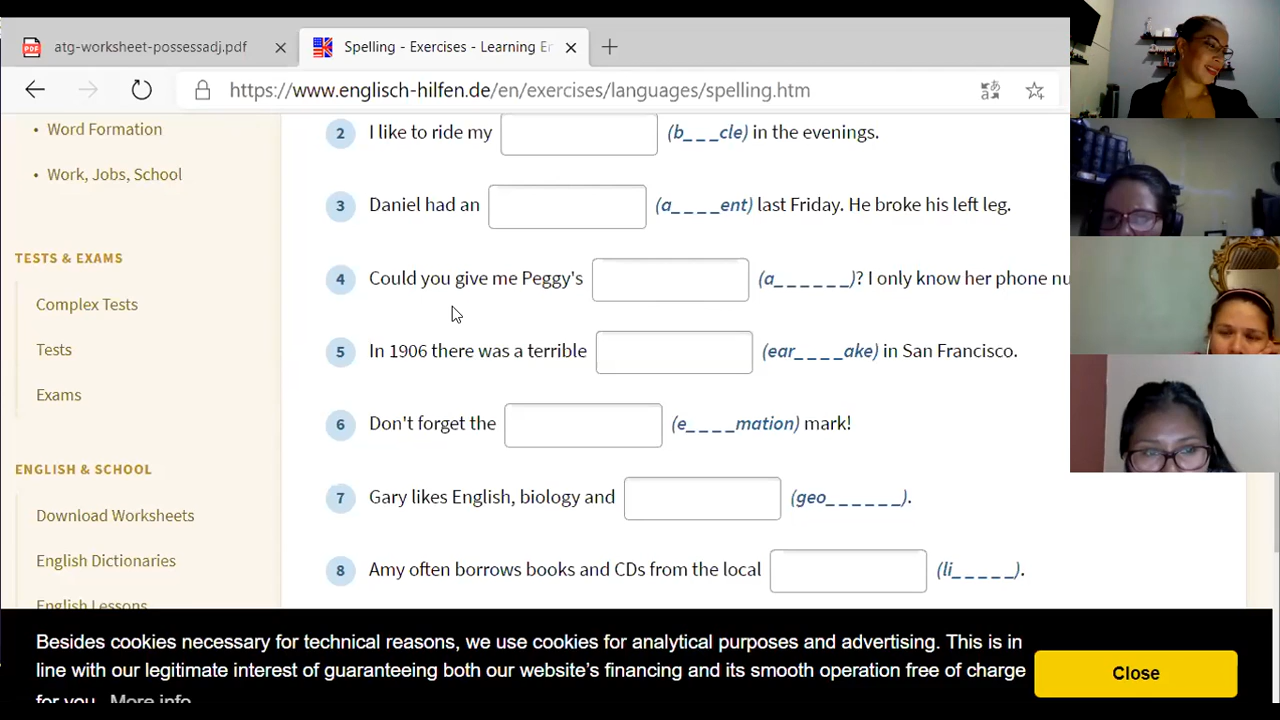 atg-worksheet-possessadj.pdf
Spelling - Exercises - Learning En
https://www.englisch-hilfen.de/en/exercises/languages/spelling.htm
• Word Formation
• Work, Jobs, School
TESTS & EXAMS
Complex Tests
Tests
Exams
ENGLISH & SCHOOL
Download Worksheets
English Dictionaries
English Lessons
2 I like to ride my (b_ _ _cle) in the evenings.
3 Daniel had an (a_ _ _ _ent) last Friday. He broke his left leg.
4 Could you give me Peggy's (a_ _ _ _ _ _)? I only know her phone nu
5 In 1906 there was a terrible (ear_ _ _ _ake) in San Francisco.
6 Don't forget the (e_ _ _ _mation) mark!
7 Gary likes English, biology and (geo_ _ _ _ _ _).
8 Amy often borrows books and CDs from the local (li_ _ _ _ _).
Besides cookies necessary for technical reasons, we use cookies for analytical purposes and advertising. This is in
line with our legitimate interest of guaranteeing both our website's financing and its smooth operation free of charge
for you. More info
Close